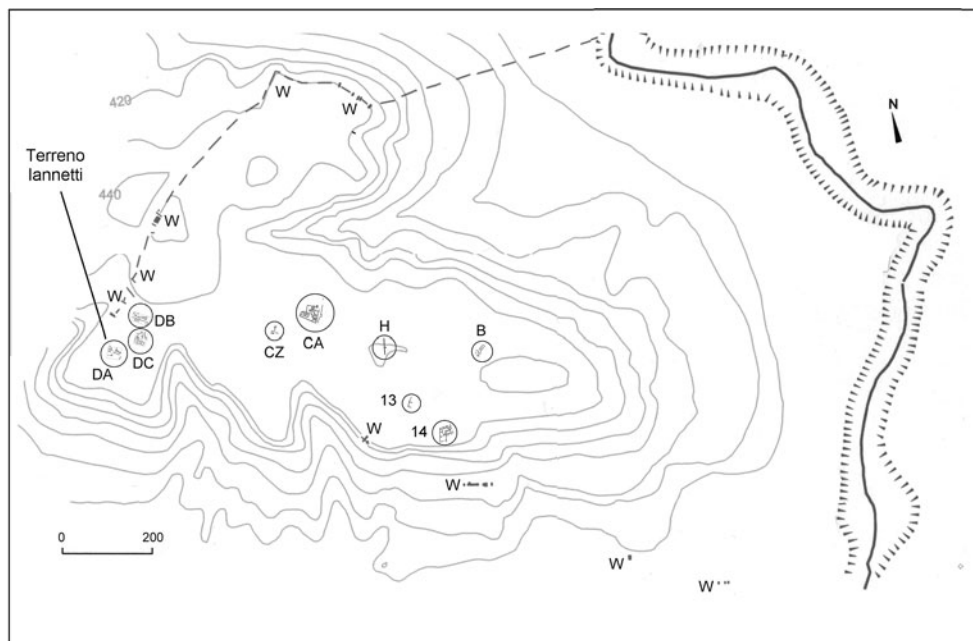 420
W
W
N
Terreno
Iannetti
440
W
W
W
DB
CA
H
B
CZ
DC
DA
13
14
W
W
0 200
W
W